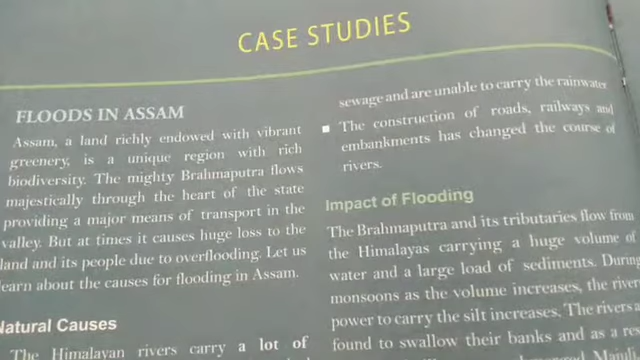 CASE STUDIES
FLOODS IN ASSAM
Assam, a land richly endowed with vibrant
greenery, is a unique region with rich
biodiversity. The mighty Brahmaputra flows
majestically through the heart of the state
providing a major means of transport in the
valley. But at times it causes huge loss to the
land and its people due to overflooding. Let us
learn about the causes for flooding in Assam.
Natural Causes
The Himalayan rivers carry a lot of
sewage and are unable to carry the rainwater
The construction of roads, railways and
embankments has changed the course of
rivers.
Impact of Flooding
The Brahmaputra and its tributaries flow from
the Himalayas carrying a huge volume of
water and a large load of sediments. During
monsoons as the volume increases, the river
power to carry the silt increases. The rivers a
found to swallow their banks and as a re